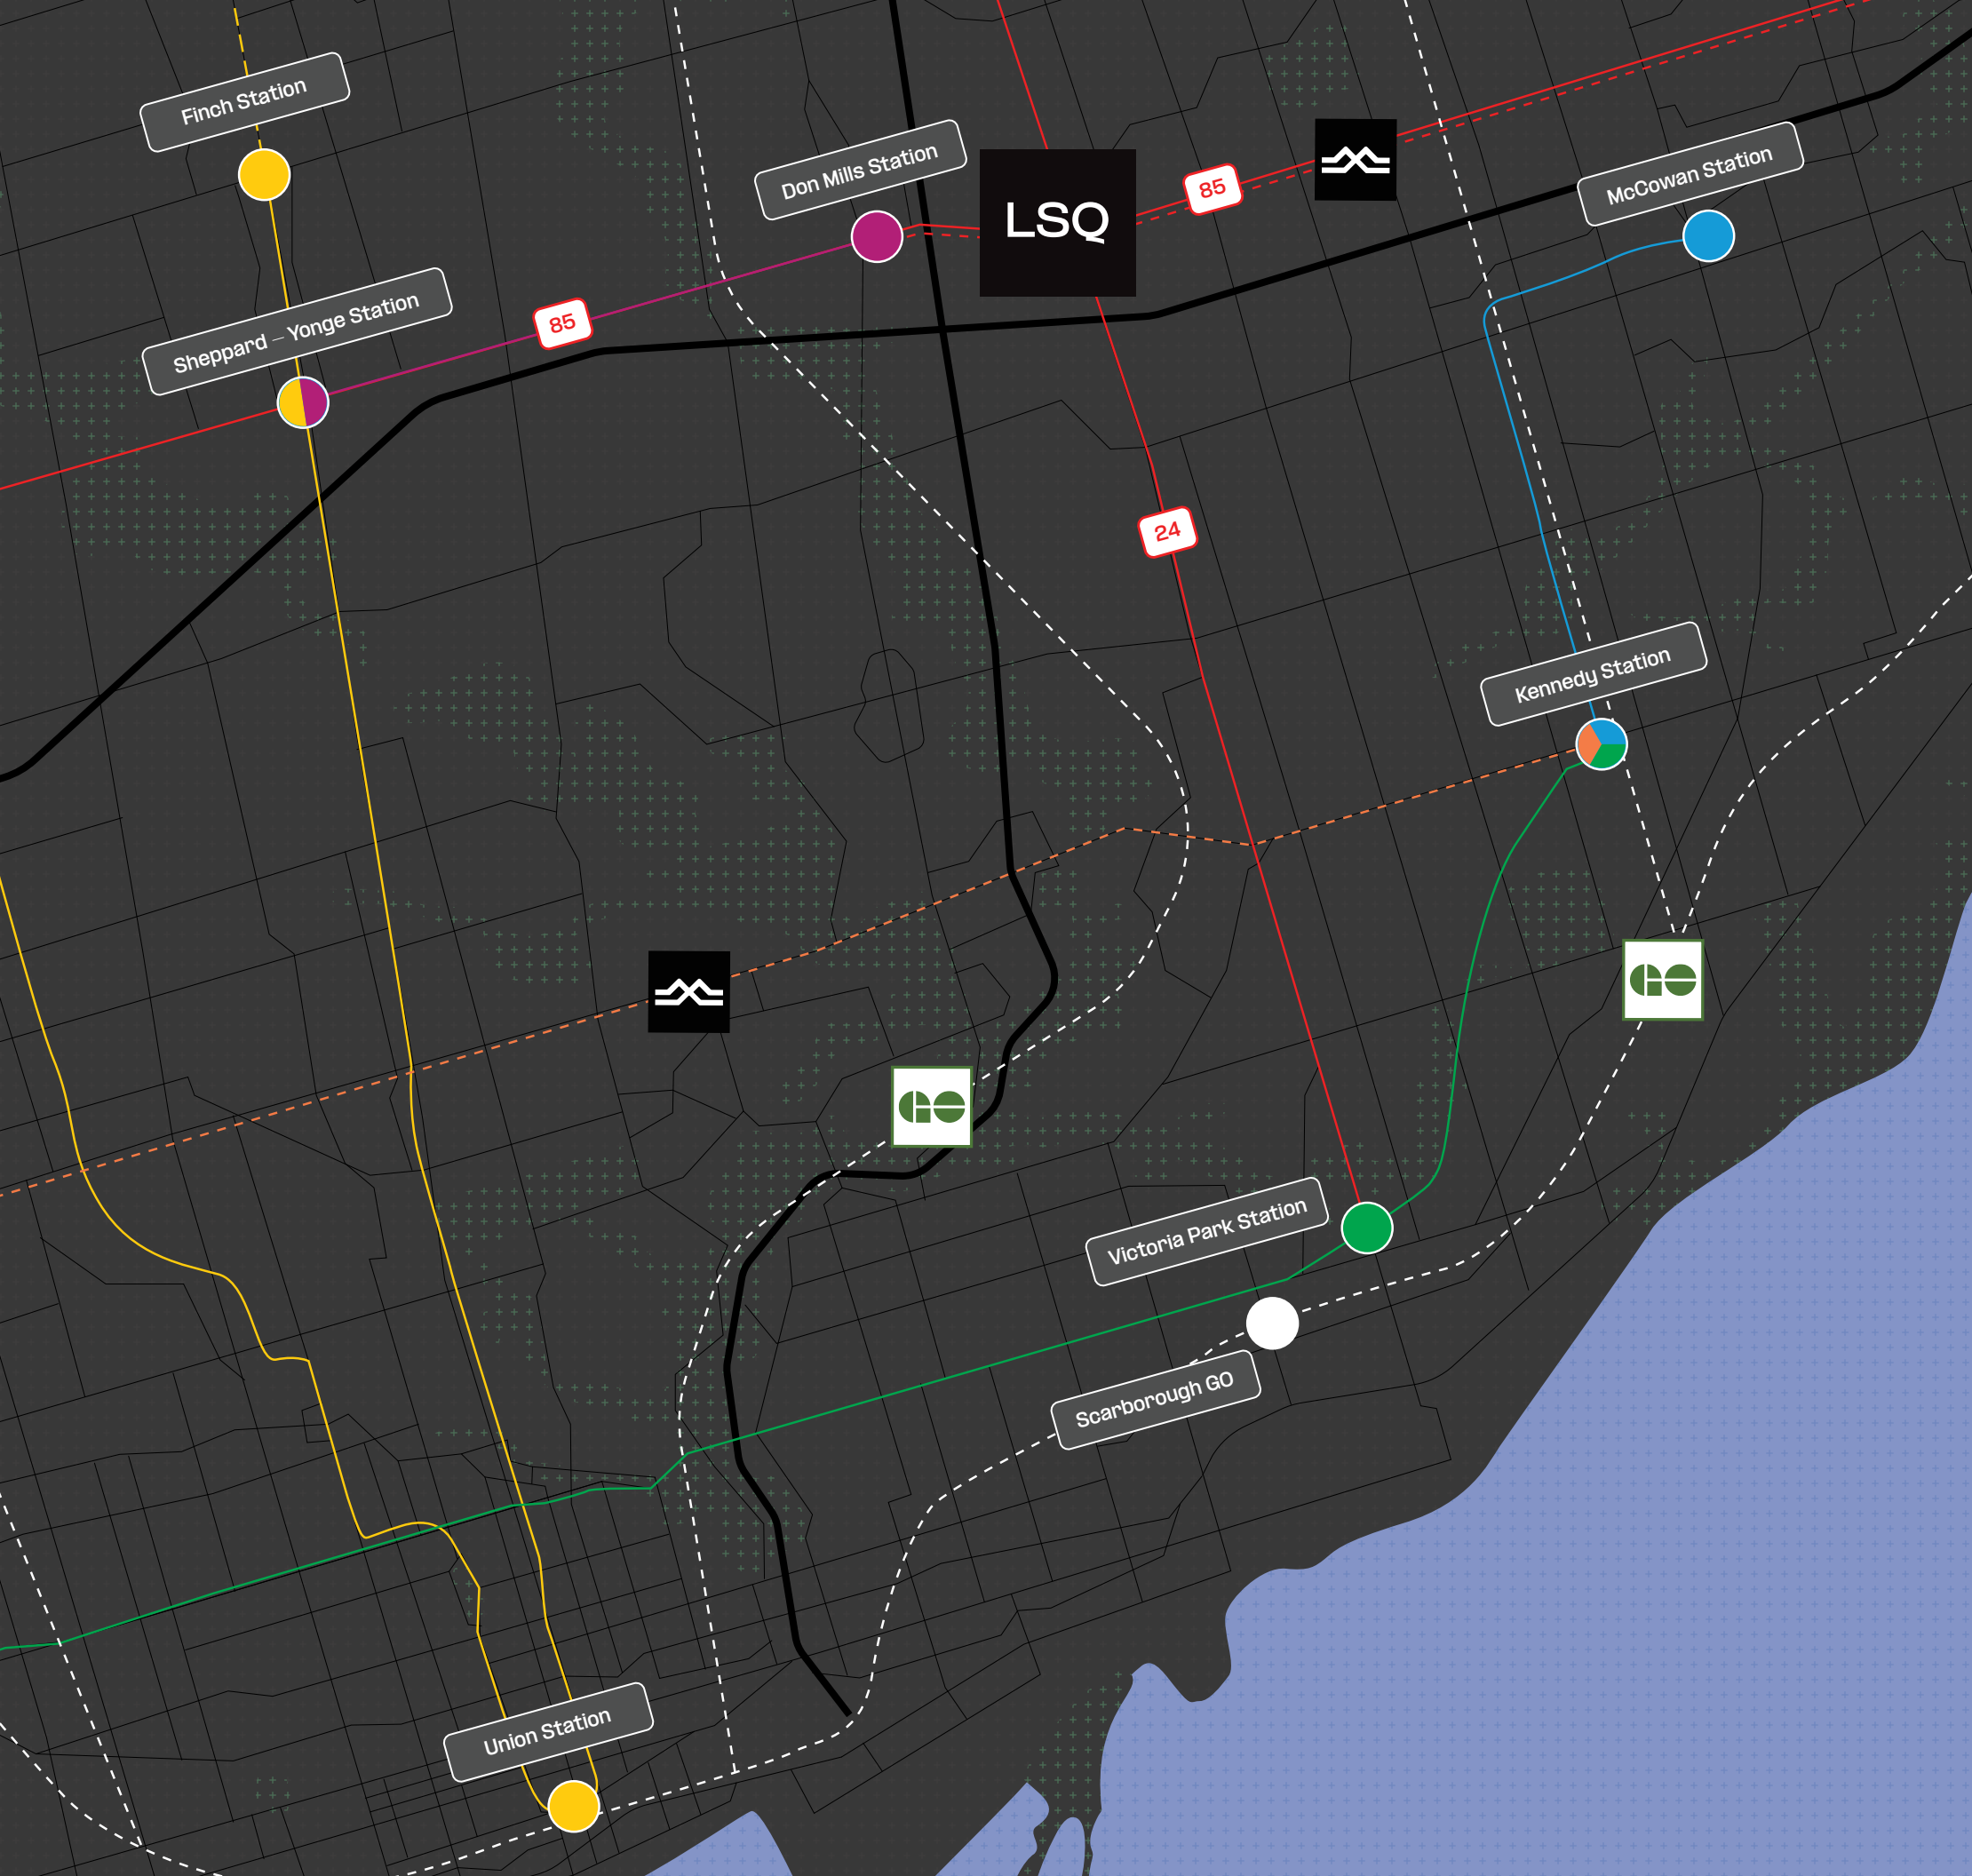 Finch Station
Don Mills Station
McCowan Station
85
LSQ
Sheppard – Yonge Station
85
24
Kennedy Station
Victoria Park Station
Scarborough GO
Union Station